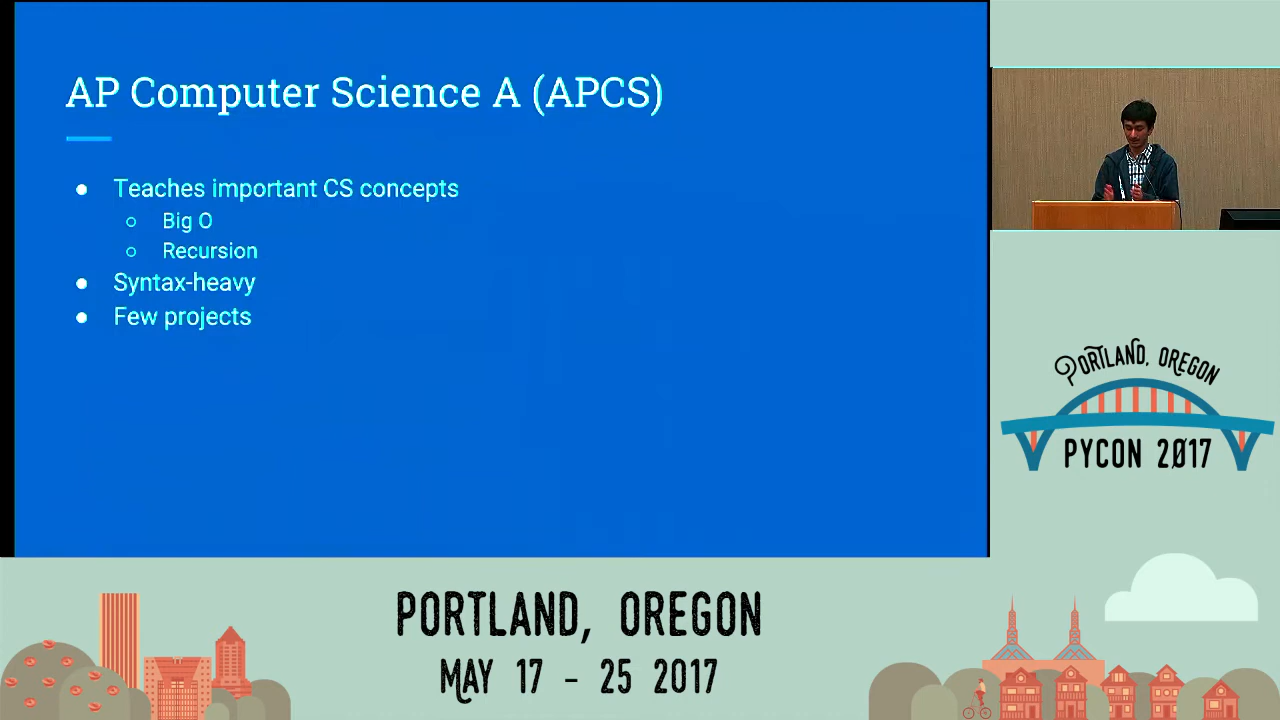 AP Computer Science A (APCS)
Teaches important CS concepts
Big O
Recursion
Syntax-heavy
Few projects
PORTLAND, OREGON
PYCON 2017
PORTLAND, OREGON
MAY 17 - 25 2017